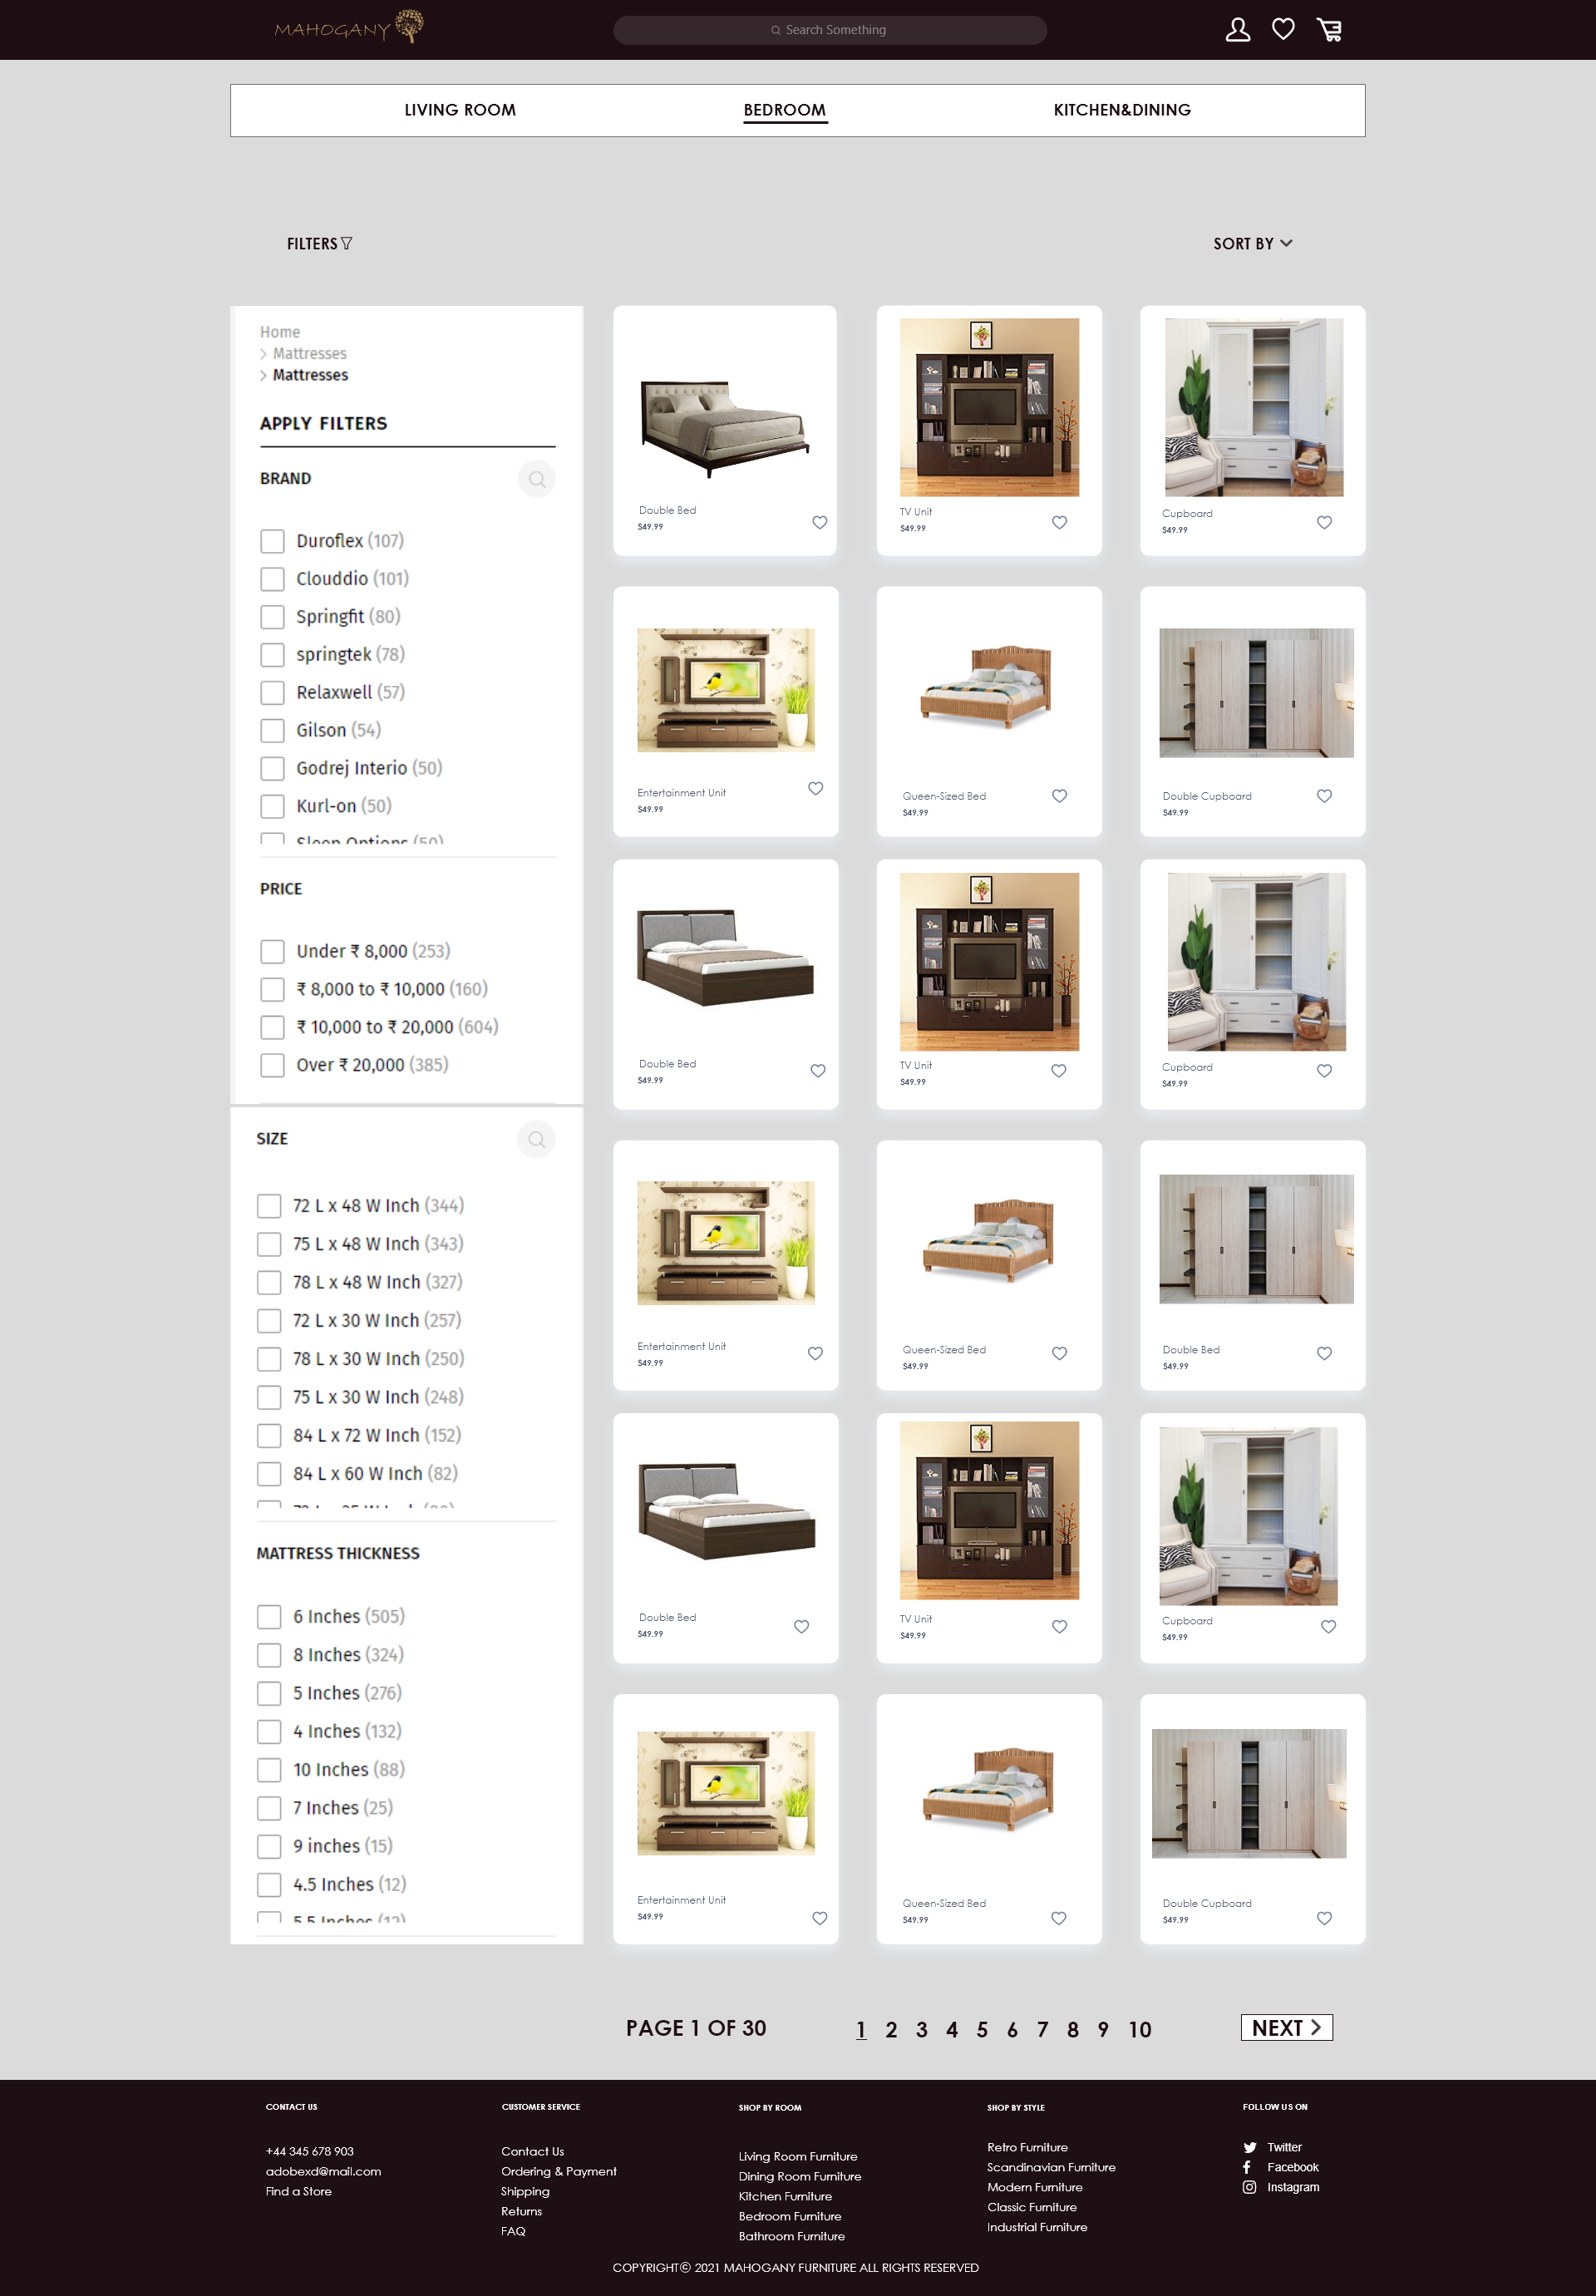 MAHOGANY
Search Something
LIVING ROOM
BEDROOM
KITCHEN&DINING
FILTERS
SORT BY
Home
Mattresses
Mattresses
APPLY FILTERS
BRAND
Duroflex (107)
Clouddio (101)
Springfit (80)
springtek (78)
Relaxwell (57)
Gilson (54)
Godrej Interio (50)
Kurl-on (50)
Sleep Options (50)
PRICE
Under ₹ 8,000 (253)
₹ 8,000 to ₹ 10,000 (160)
₹ 10,000 to ₹ 20,000 (604)
Over ₹ 20,000 (385)
SIZE
72 L x 48 W Inch (344)
75 L x 48 W Inch (343)
78 L x 48 W Inch (327)
72 L x 30 W Inch (257)
78 L x 30 W Inch (250)
75 L x 30 W Inch (248)
84 L x 72 W Inch (152)
84 L x 60 W Inch (82)
MATTRESS THICKNESS
6 Inches (505)
8 Inches (324)
5 Inches (276)
4 Inches (132)
10 Inches (88)
7 Inches (25)
9 inches (15)
4.5 Inches (12)
5.5 Inches (12)
Double Bed
$49.99
TV Unit
$49.99
Cupboard
$49.99
Entertainment Unit
$49.99
Queen-Sized Bed
$49.99
Double Cupboard
$49.99
Double Bed
$49.99
TV Unit
$49.99
Cupboard
$49.99
Entertainment Unit
$49.99
Queen-Sized Bed
$49.99
Double Bed
$49.99
Double Bed
$49.99
TV Unit
$49.99
Cupboard
$49.99
Entertainment Unit
$49.99
Queen-Sized Bed
$49.99
Double Cupboard
$49.99
PAGE 1 OF 30
1 2 3 4 5 6 7 8 9 10
NEXT
CONTACT US
+44 345 678 903
adobexd@mail.com
Find a Store
CUSTOMER SERVICE
Contact Us
Ordering & Payment
Shipping
Returns
FAQ
SHOP BY ROOM
Living Room Furniture
Dining Room Furniture
Kitchen Furniture
Bedroom Furniture
Bathroom Furniture
SHOP BY STYLE
Retro Furniture
Scandinavian Furniture
Modern Furniture
Classic Furniture
Industrial Furniture
FOLLOW US ON
Twitter
Facebook
Instagram
COPYRIGHT© 2021 MAHOGANY FURNITURE ALL RIGHTS RESERVED